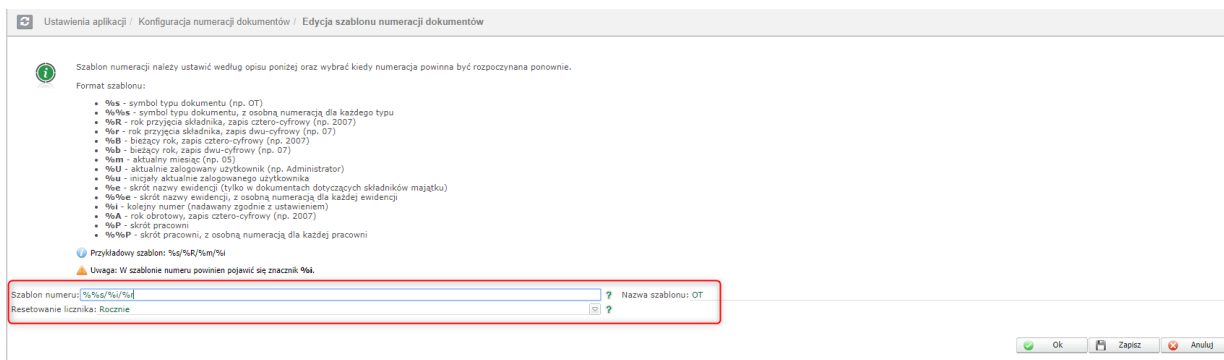 Ustawienia aplikacji / Konfiguracja numeracji dokumentów / Edycja szablonu numeracji dokumentów
Szablon numeracji należy ustawić według opisu poniżej oraz wybrać kiedy numeracja powinna być rozpoczynana ponownie.
Format szablonu:
• %s - symbol typu dokumentu (np. OT)
• %%s - symbol typu dokumentu, z osobną numeracją dla każdego typu
• %R - rok przyjęcia składnika, zapis cztero-cyfrowy (np. 2007)
• %r - rok przyjęcia składnika, zapis dwu-cyfrowy (np. 07)
• %B - bieżący rok, zapis cztero-cyfrowy (np. 2007)
• %b - bieżący rok, zapis dwu-cyfrowy (np. 07)
• %m - aktualny miesiąc (np. 05)
• %U - aktualnie zalogowany użytkownik (np. Administrator)
• %u - inicjały aktualnie zalogowanego użytkownika
• %e - skrót nazwy ewidencji (tylko w dokumentach dotyczących składników majątku)
• %%e - skrót nazwy ewidencji, z osobną numeracją dla każdej ewidencji
• %i - kolejny numer (nadawany zgodnie z ustawieniem)
• %A - rok obrotowy, zapis cztero-cyfrowy (np. 2007)
• %P - skrót pracowni
• %%P - skrót pracowni, z osobną numeracją dla każdej pracowni
Przykładowy szablon: %s/%R/%m/%i
Uwaga: W szablonie numeru powinien pojawić się znacznik %i.
Szablon numeru: %%s/%i/%r ? Nazwa szablonu: OT
Resetowanie licznika: Rocznie ?
Ok Zapisz Anuluj